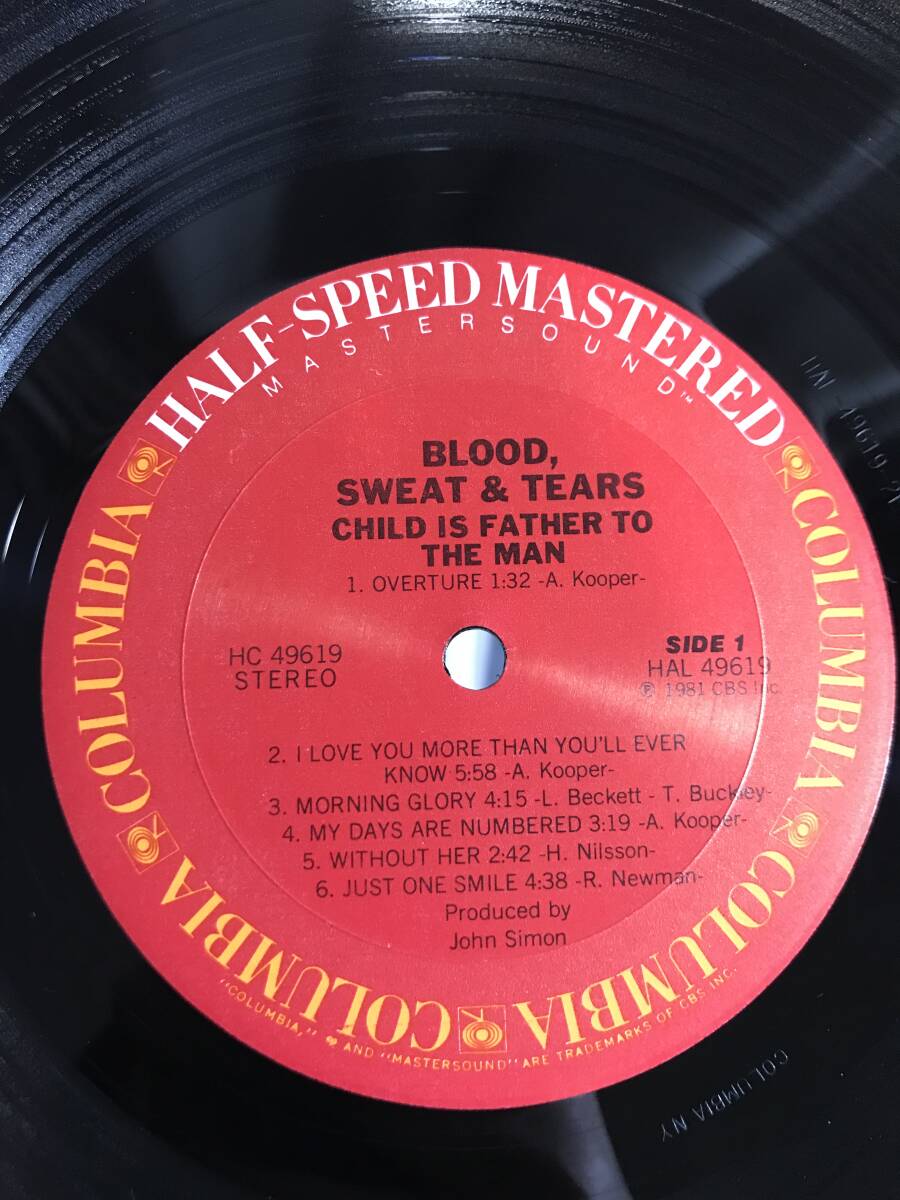 HALF-SPEED MASTERED
MASTERSOUND™
BLOOD,
SWEAT & TEARS
CHILD IS FATHER TO
THE MAN
1. OVERTURE 1:32 -A. Kooper-
HC 49619
STEREO
SIDE 1
HAL 49619
℗ 1981 CBS Inc.
2. I LOVE YOU MORE THAN YOU'LL EVER
KNOW 5:58 -A. Kooper-
3. MORNING GLORY 4:15 -L. Beckett - T. Buckley-
4. MY DAYS ARE NUMBERED 3:19 -A. Kooper-
5. WITHOUT HER 2:42 -H. Nilsson-
6. JUST ONE SMILE 4:38 -R. Newman-
Produced by
John Simon
COLUMBIA
COLUMBIA
COLUMBIA
COLUMBIA
COLUMBIA
COLUMBIA
"COLUMBIA," AND "MASTERSOUND" ARE TRADEMARKS OF CBS INC.
COLUMBIA NY